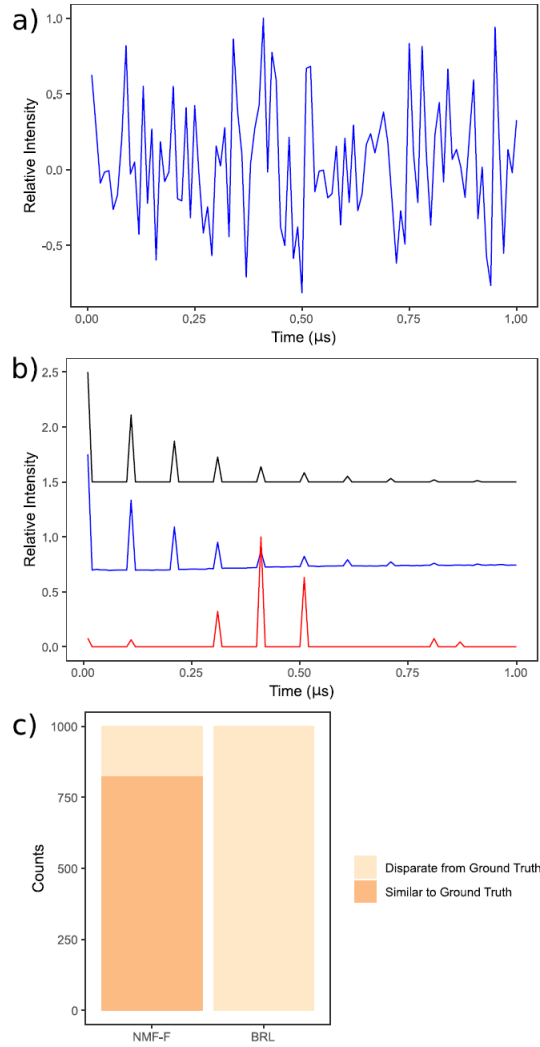 a)
1.0
0.5
0.0
-0.5
Relative Intensity
0.00 0.25 0.50 0.75 1.00
Time (µs)
b)
2.5
2.0
1.5
1.0
0.5
0.0
Relative Intensity
0.00 0.25 0.50 0.75 1.00
Time (µs)
c)
1000
750
500
250
0
Counts
NMF-F BRL
Disparate from Ground Truth
Similar to Ground Truth